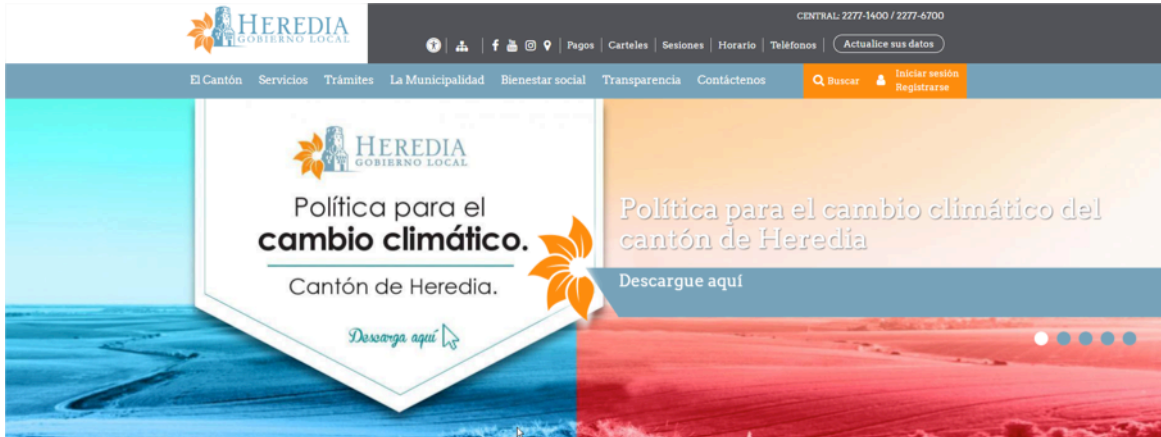 HEREDIA
GOBIERNO LOCAL
CENTRAL: 2277-1400 / 2277-6700
Pagos | Carteles | Sesiones | Horario | Teléfonos | Actualice sus datos
El Cantón Servicios Trámites La Municipalidad Bienestar social Transparencia Contáctenos Buscar Iniciar sesión
Registrarse
HEREDIA
GOBIERNO LOCAL
Política para el
cambio climático.
Cantón de Heredia.
Descarga aquí
Política para el cambio climático del
cantón de Heredia
Descargue aquí